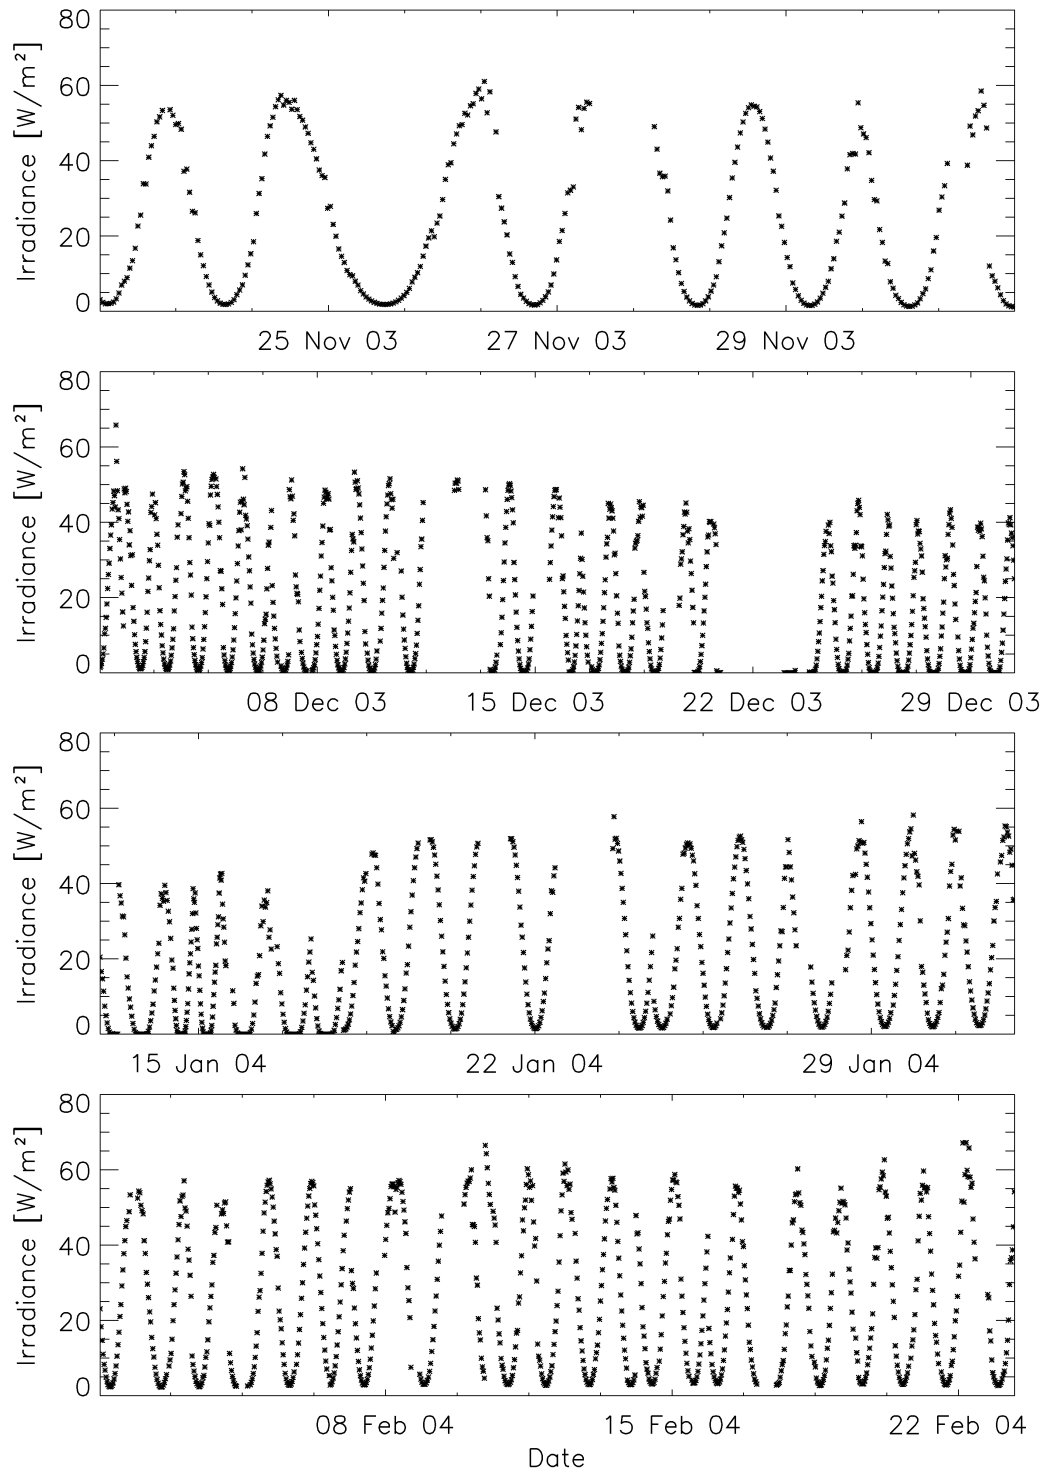 80
60
40
20
0
Irradiance [W/m²]
25 Nov 03 27 Nov 03 29 Nov 03
80
60
40
20
0
Irradiance [W/m²]
08 Dec 03 15 Dec 03 22 Dec 03 29 Dec 03
80
60
40
20
0
Irradiance [W/m²]
15 Jan 04 22 Jan 04 29 Jan 04
80
60
40
20
0
Irradiance [W/m²]
08 Feb 04 15 Feb 04 22 Feb 04
Date